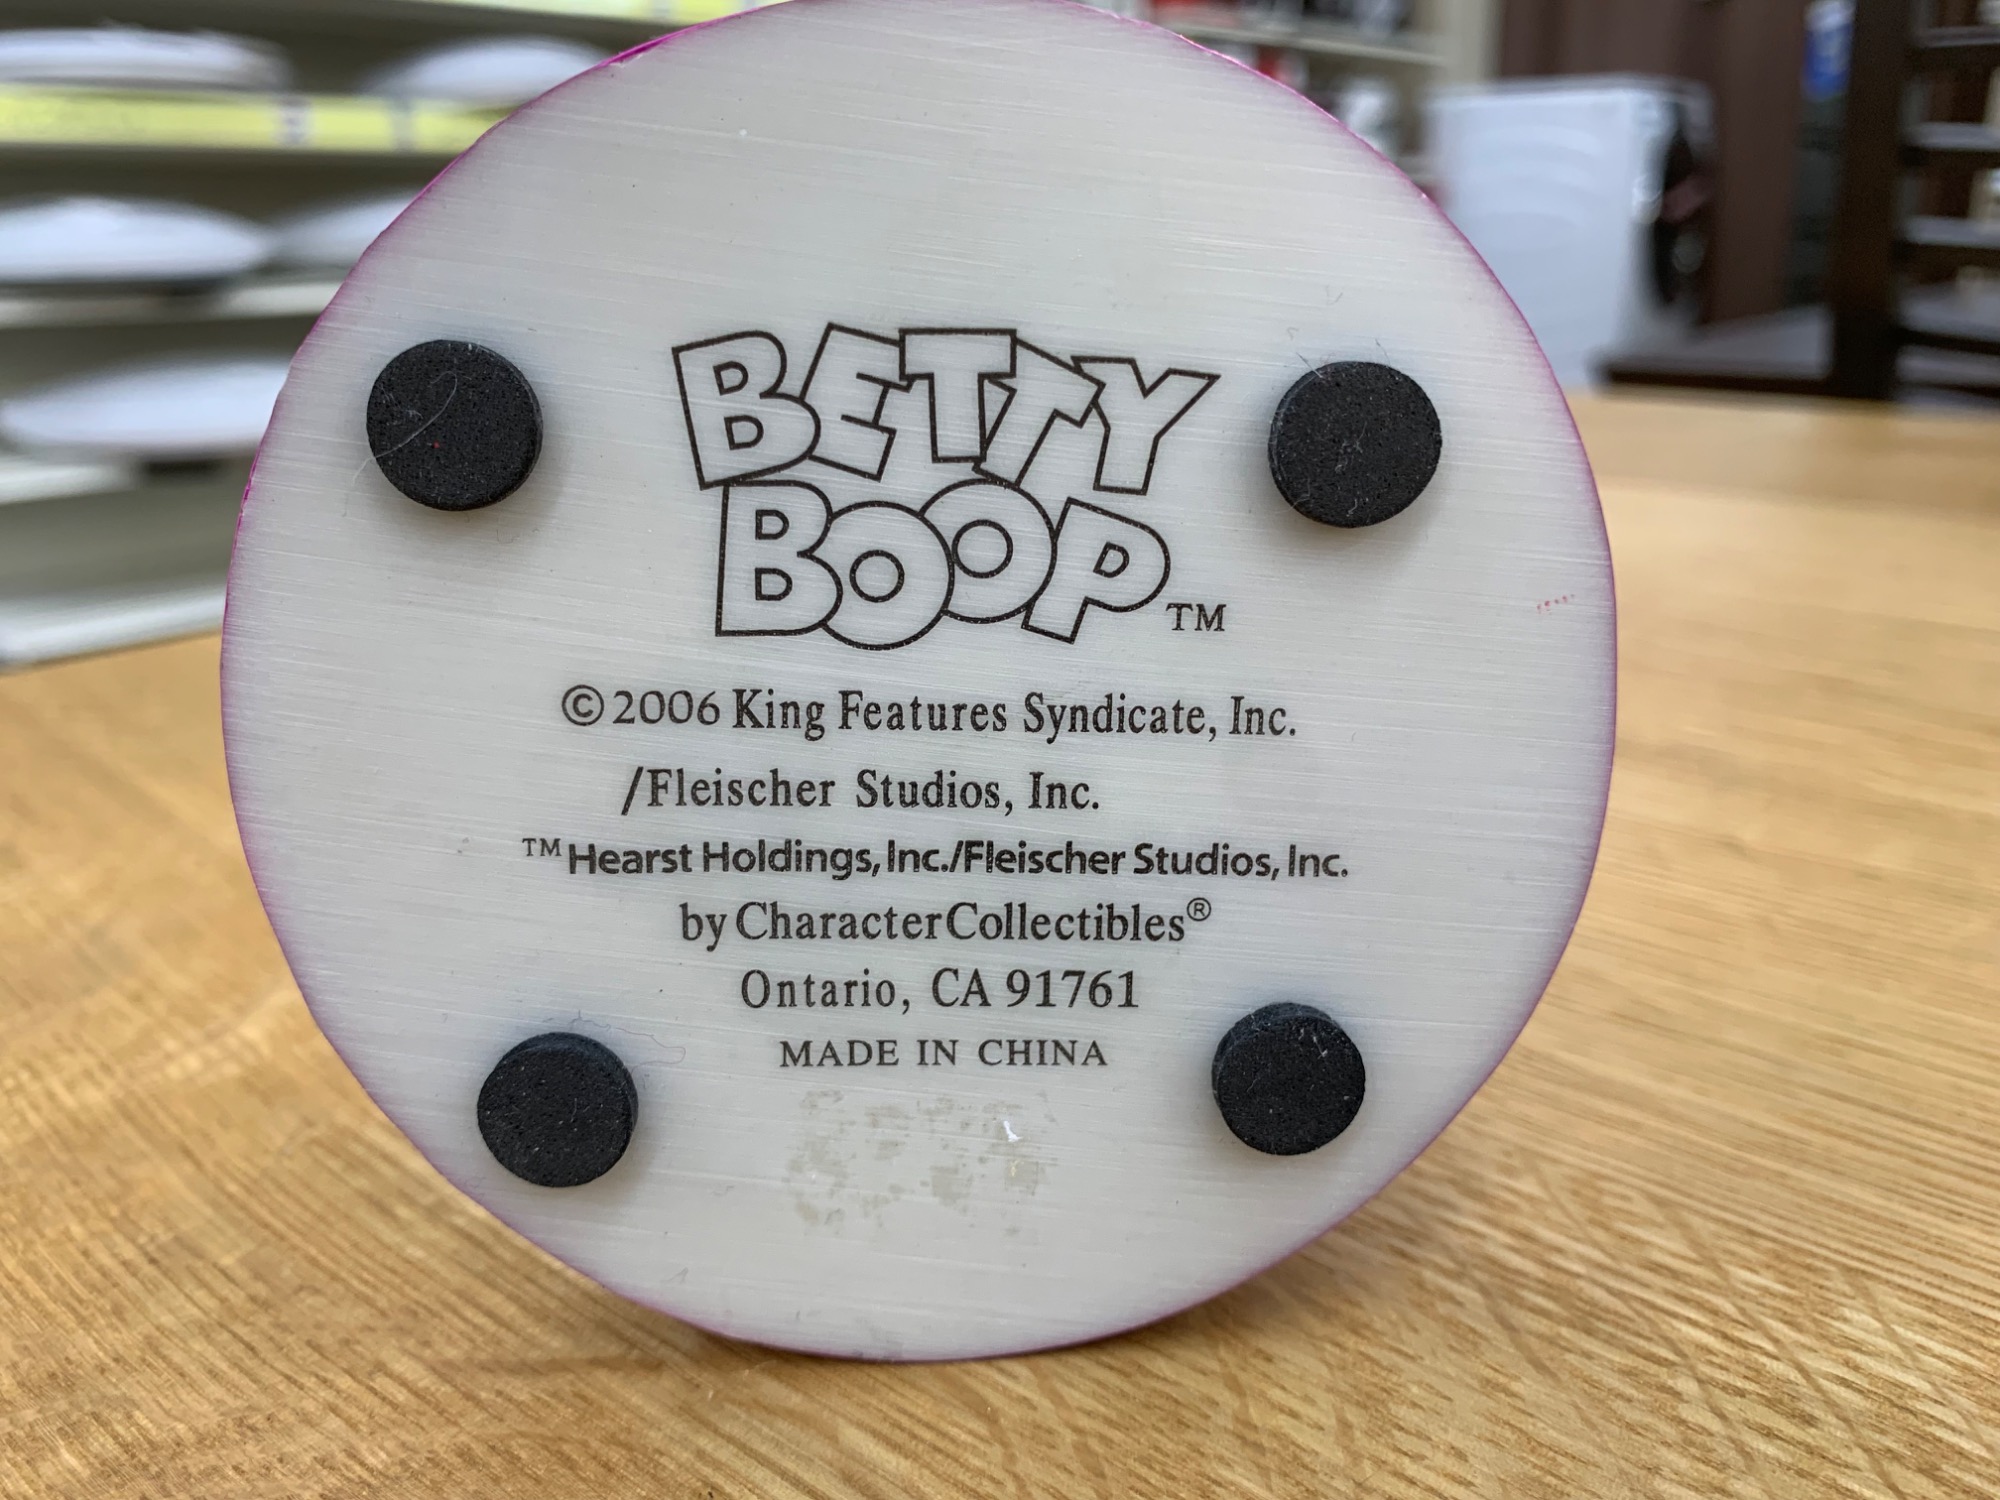 BETTY
BOOP™
©2006 King Features Syndicate, Inc.
/Fleischer Studios, Inc.
™Hearst Holdings, Inc./Fleischer Studios, Inc.
by CharacterCollectibles®
Ontario, CA 91761
MADE IN CHINA